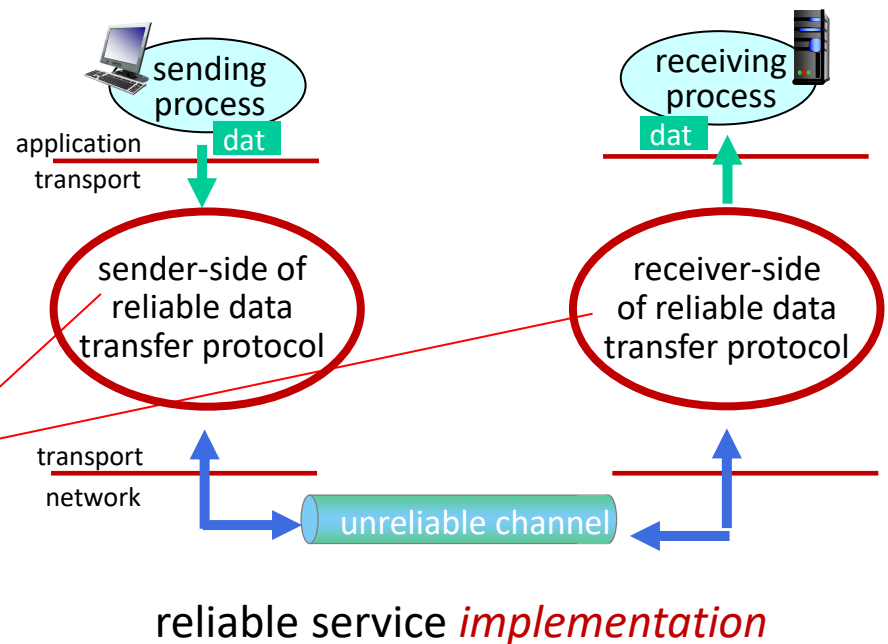 sending
process
dat
application
transport
receiving
process
dat
sender-side of
reliable data
transfer protocol
receiver-side
of reliable data
transfer protocol
transport
network
unreliable channel
reliable service implementation